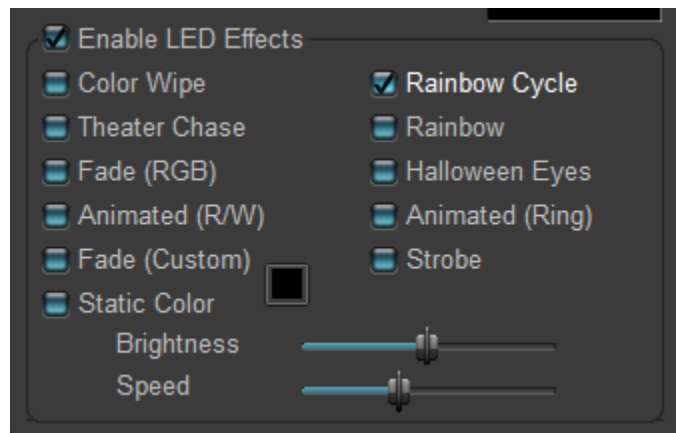 Enable LED Effects
Color Wipe
Rainbow Cycle
Theater Chase
Rainbow
Fade (RGB)
Halloween Eyes
Animated (R/W)
Animated (Ring)
Fade (Custom)
Strobe
Static Color
Brightness
Speed